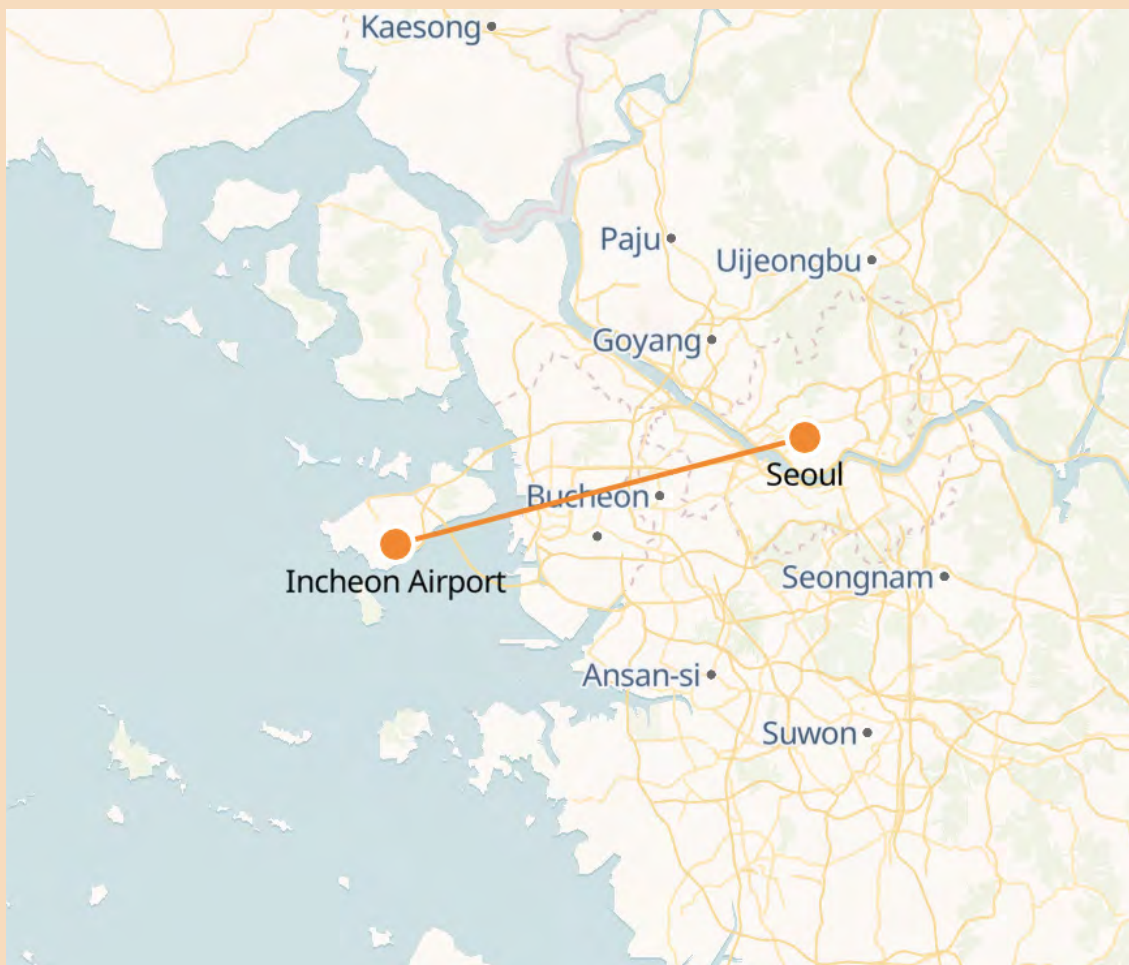 Kaesong
Paju
Uijeongbu
Goyang
Seoul
Bucheon
Incheon Airport
Seongnam
Ansan-si
Suwon